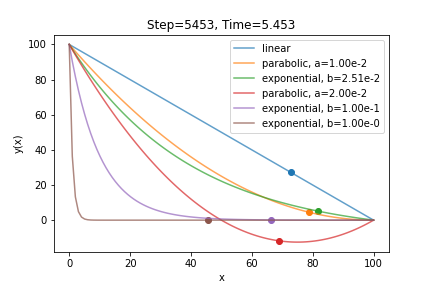 Step=5453, Time=5.453
linear
parabolic, a=1.00e-2
exponential, b=2.51e-2
parabolic, a=2.00e-2
exponential, b=1.00e-1
exponential, b=1.00e-0
100
80
60
40
20
0
y(x)
0 20 40 60 80 100
x